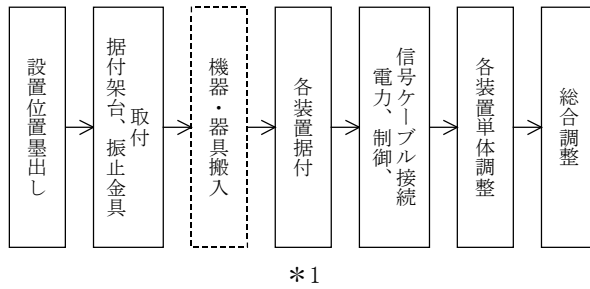 設置位置墨出し
据付架台、振止金具
取付
機器・器具搬入
各装置据付
電力、制御、
信号ケーブル接続
各装置単体調整
総合調整
＊1